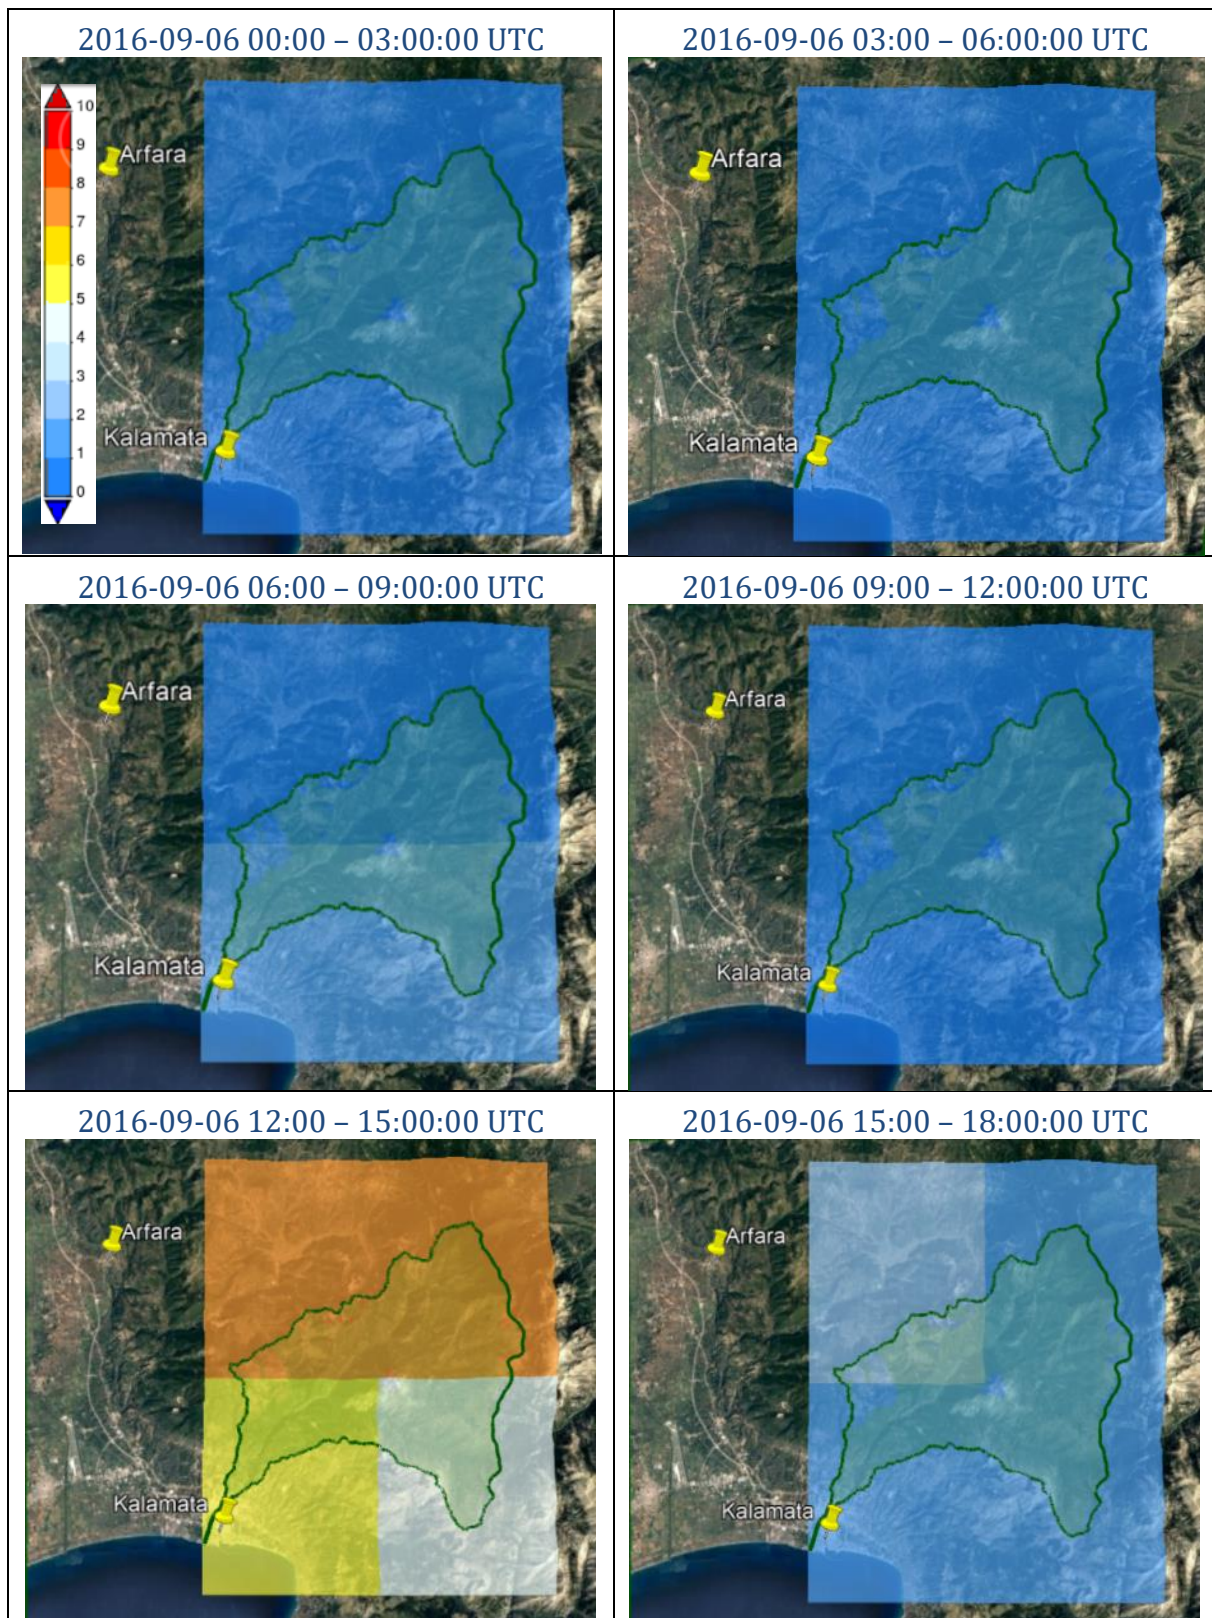 2016-09-06 00:00 – 03:00:00 UTC
10
9
8
7
6
5
4
3
2
1
0
Arfara
Kalamata
2016-09-06 03:00 – 06:00:00 UTC
Arfara
Kalamata
2016-09-06 06:00 – 09:00:00 UTC
Arfara
Kalamata
2016-09-06 09:00 – 12:00:00 UTC
Arfara
Kalamata
2016-09-06 12:00 – 15:00:00 UTC
Arfara
Kalamata
2016-09-06 15:00 – 18:00:00 UTC
Arfara
Kalamata